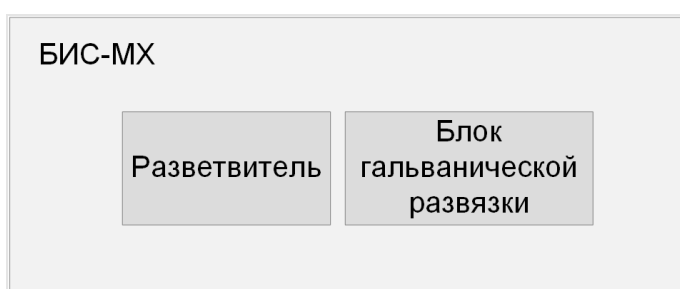 БИС-МХ
Разветвитель
Блок
гальванической
развязки